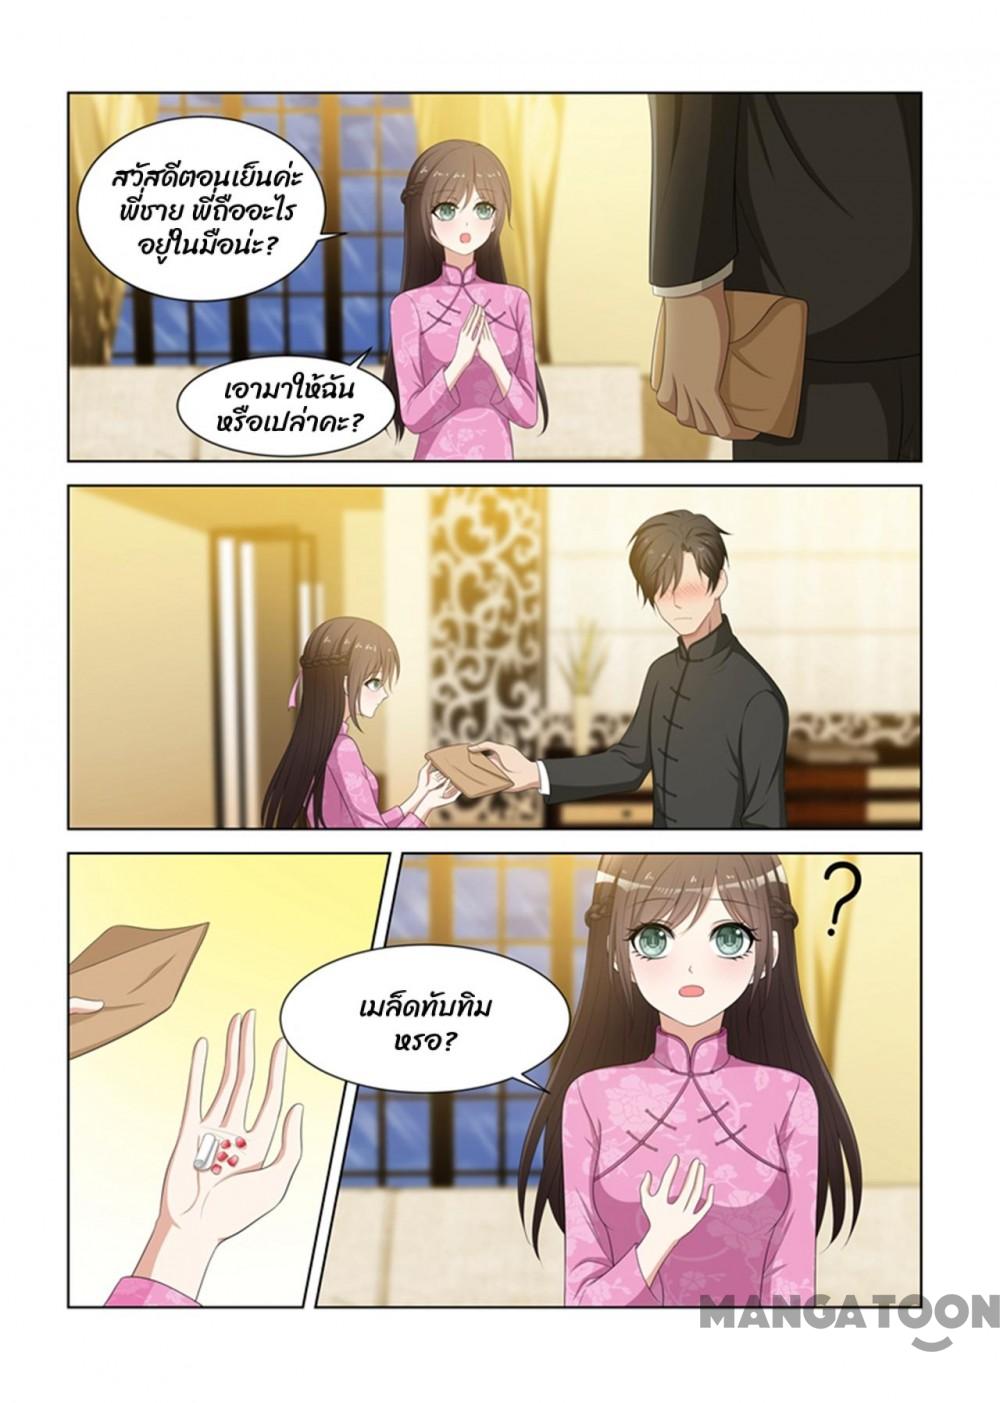 สวัสดีตอนเย็นค่ะ
พี่ชาย พี่ถืออะไร
อยู่ในมือน่ะ?
เอามาให้ฉัน
หรือเปล่าคะ?
?
เมล็ดทับทิม
หรอ?
MANGATOON